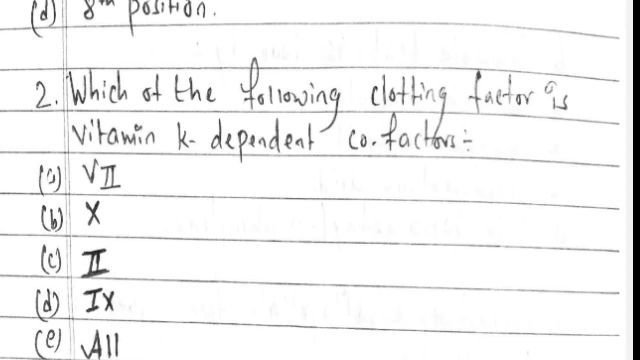 (d) 8th position.
2. Which of the following clotting factor is
vitamin k-dependent co.factors:-
(a) VII
(b) X
(c) II
(d) IX
(e) All